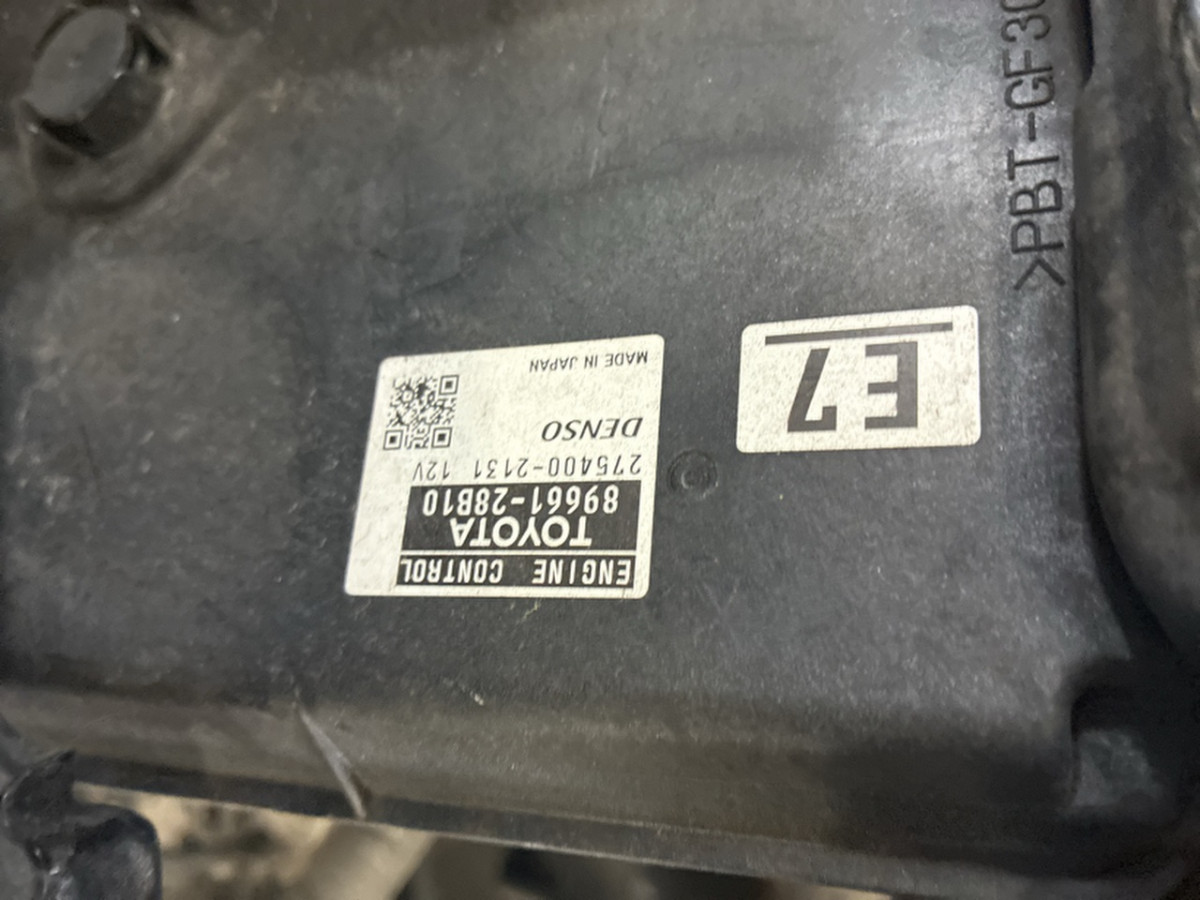 ENGINE CONTROL
TOYOTA
89661-28B10
275400-2131 12V
DENSO
MADE IN JAPAN
E7
>PBT-GF30